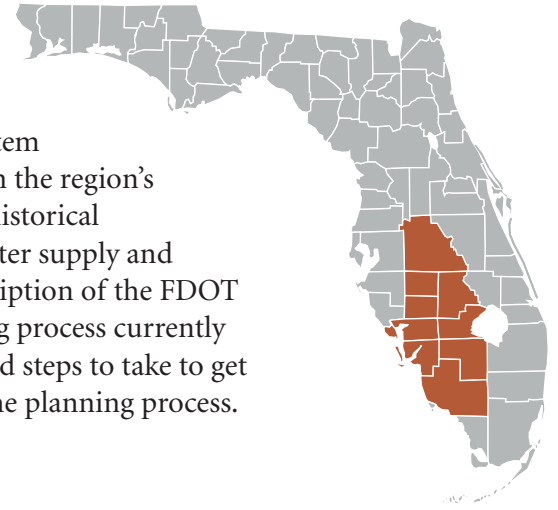 tem
n the region's
istorical
ter supply and
ription of the FDOT
g process currently
d steps to take to get
he planning process.